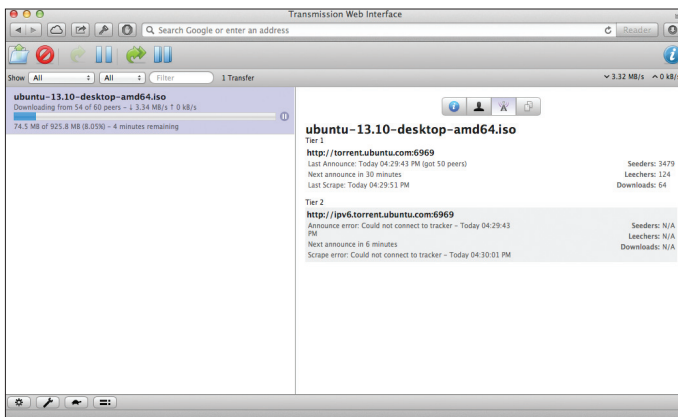 Transmission Web Interface
Search Google or enter an address
Reader
Show All All Filter 1 Transfer 3.32 MB/s 0 kB/s
ubuntu-13.10-desktop-amd64.iso
Downloading from 54 of 60 peers - ↓ 3.34 MB/s ↑ 0 kB/s
74.5 MB of 925.8 MB (8.05%) - 4 minutes remaining
ubuntu-13.10-desktop-amd64.iso
Tier 1
http://torrent.ubuntu.com:6969
Last Announce: Today 04:29:43 PM (got 50 peers) Seeders: 3479
Next announce in 30 minutes Leechers: 124
Last Scrape: Today 04:29:51 PM Downloads: 64
Tier 2
http://ipv6.torrent.ubuntu.com:6969
Announce error: Could not connect to tracker - Today 04:29:43 PM Seeders: N/A
Next announce in 6 minutes Leechers: N/A
Scrape error: Could not connect to tracker - Today 04:30:01 PM Downloads: N/A